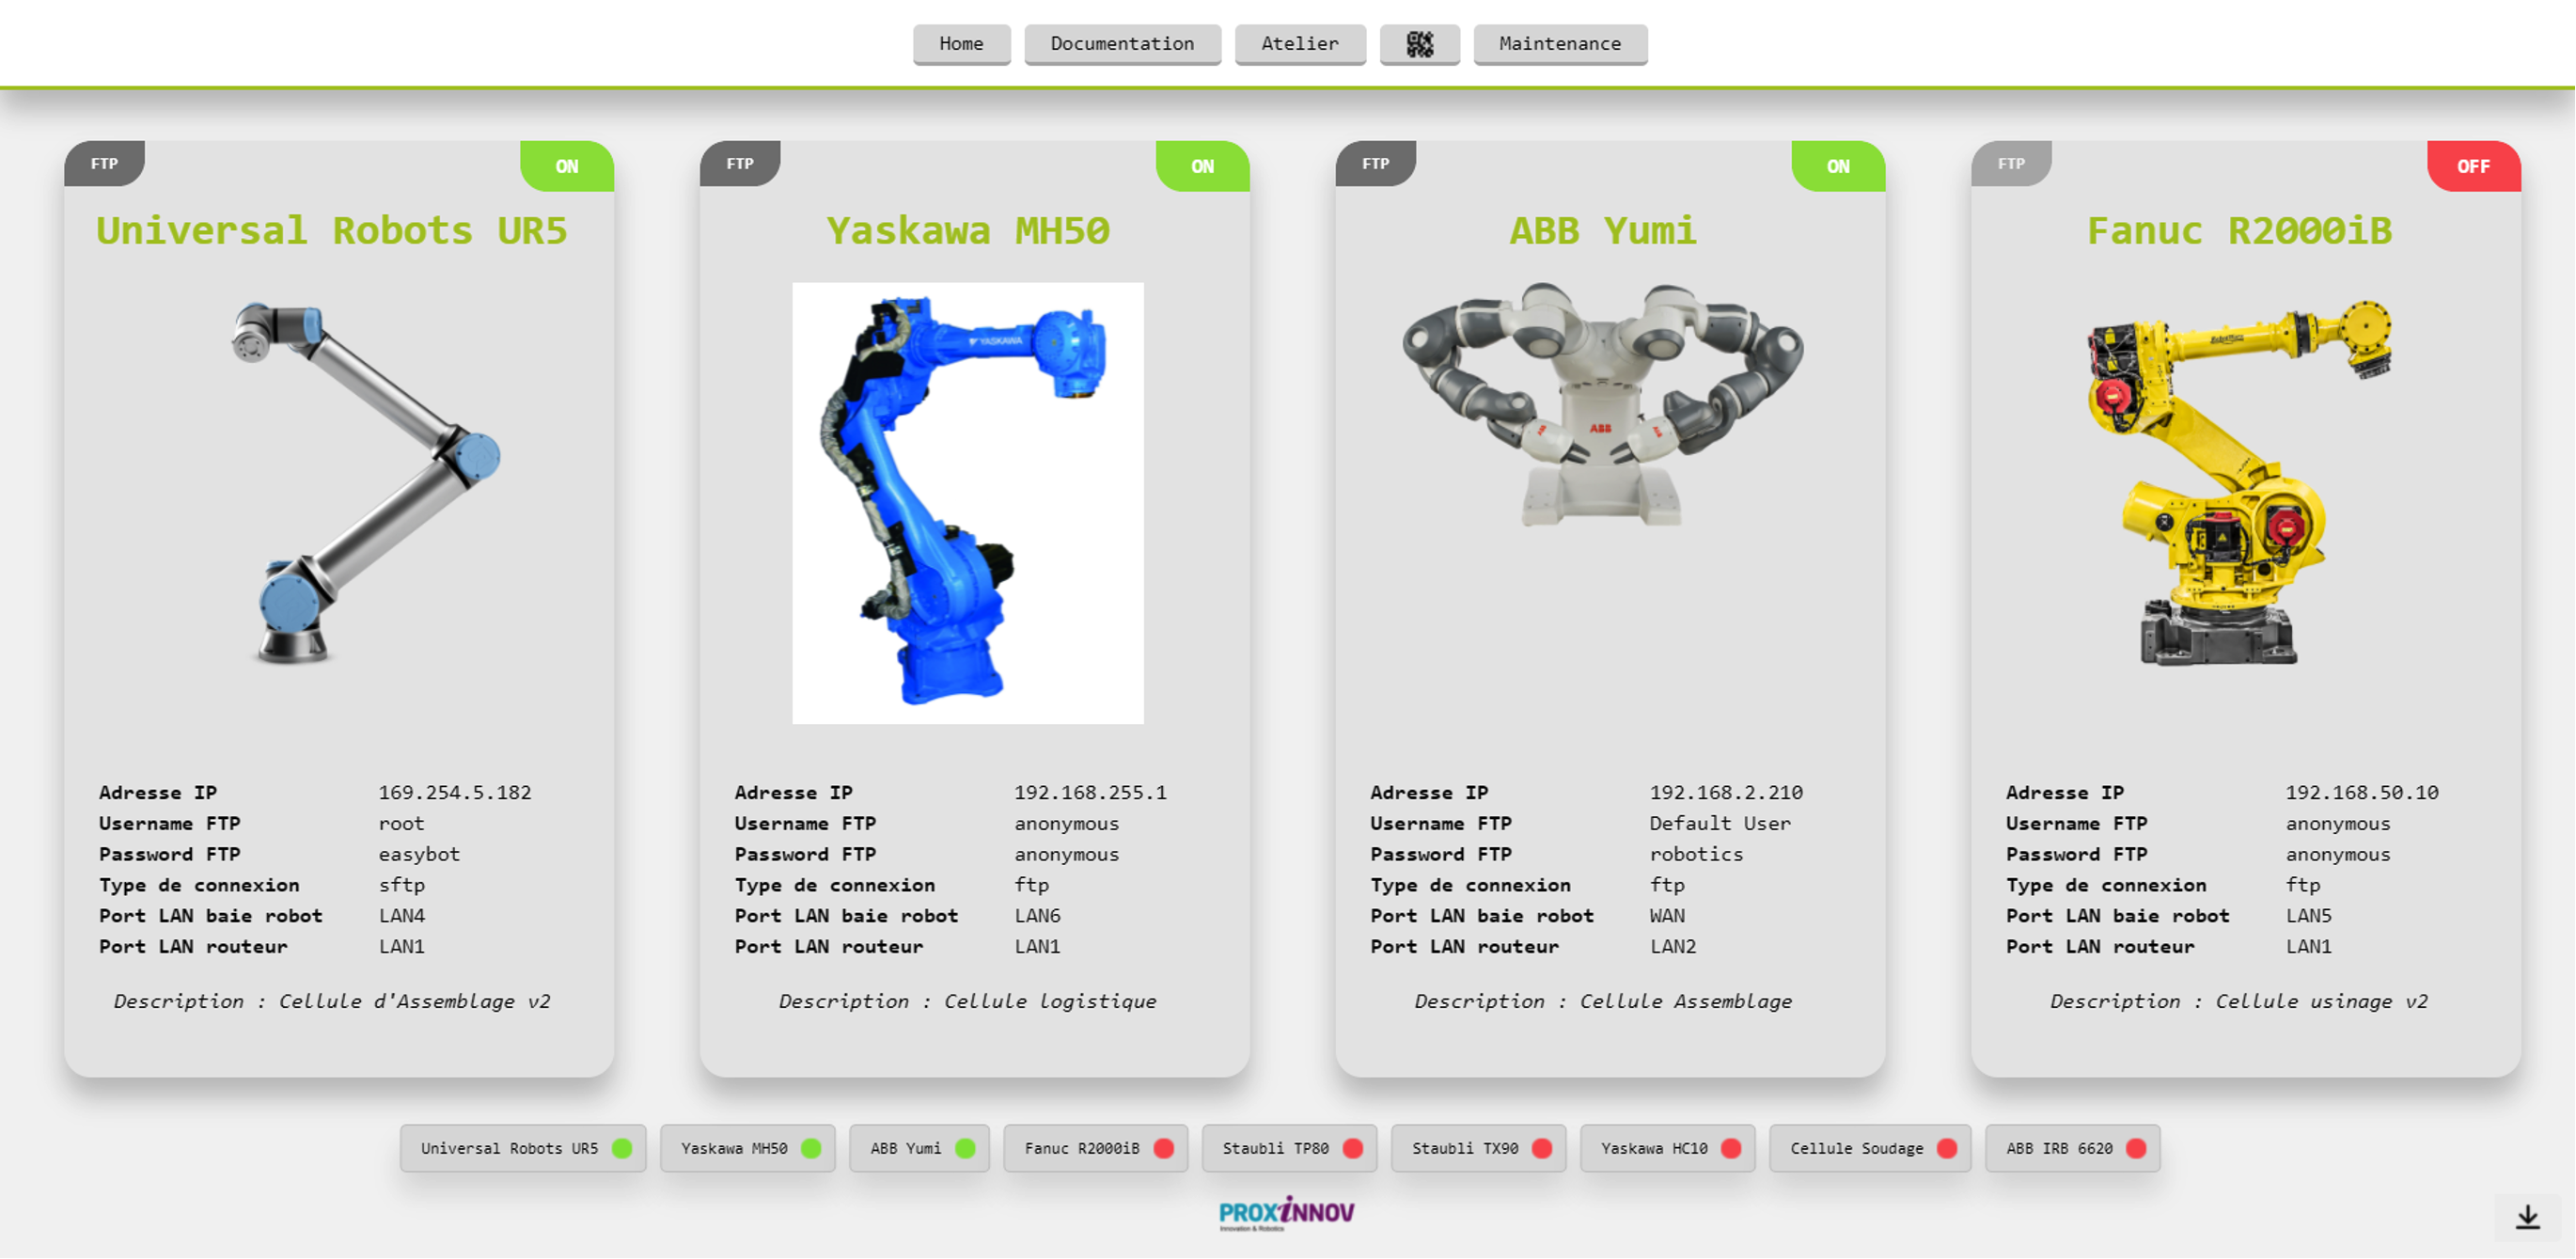 Home Documentation Atelier Maintenance
FTP ON
Universal Robots UR5
Adresse IP 169.254.5.182
Username FTP root
Password FTP easybot
Type de connexion sftp
Port LAN baie robot LAN4
Port LAN routeur LAN1
Description : Cellule d'Assemblage v2
FTP ON
Yaskawa MH50
YASKAWA
Adresse IP 192.168.255.1
Username FTP anonymous
Password FTP anonymous
Type de connexion ftp
Port LAN baie robot LAN6
Port LAN routeur LAN1
Description : Cellule logistique
FTP ON
ABB Yumi
ABB
Adresse IP 192.168.2.210
Username FTP Default User
Password FTP robotics
Type de connexion ftp
Port LAN baie robot WAN
Port LAN routeur LAN2
Description : Cellule Assemblage
FTP OFF
Fanuc R2000iB
Adresse IP 192.168.50.10
Username FTP anonymous
Password FTP anonymous
Type de connexion ftp
Port LAN baie robot LAN5
Port LAN routeur LAN1
Description : Cellule usinage v2
Universal Robots UR5 Yaskawa MH50 ABB Yumi Fanuc R2000iB Staubli TP80 Staubli TX90 Yaskawa HC10 Cellule Soudage ABB IRB 6620
PROXiNNOV
Innovation & Robotics